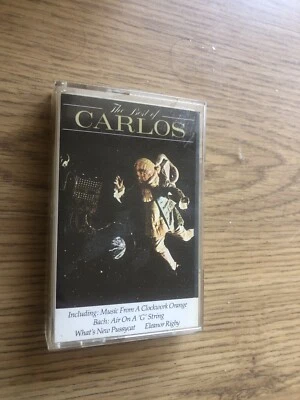 The Best of
CARLOS
Including: Music From A Clockwork Orange
Bach: Air On A 'G' String
What's New Pussycat Eleanor Rigby